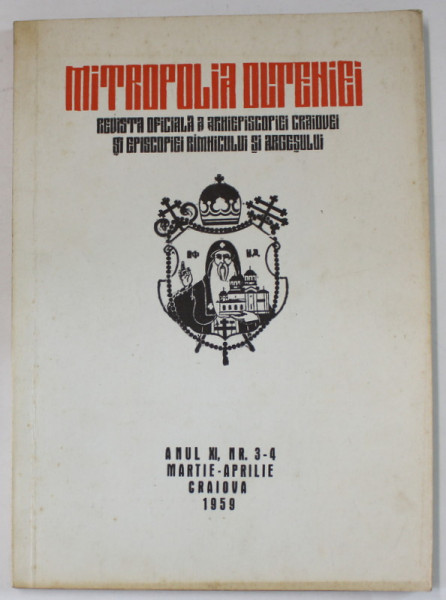 MITROPOLIA OLTENIEI
REVISTA OFICIALĂ A ARHIEPISCOPIEI CRAIOVEI
ŞI EPISCOPIEI RÎMNICULUI ŞI ARGEŞULUI
ANUL XI, NR. 3-4
MARTIE-APRILIE
CRAIOVA
1959